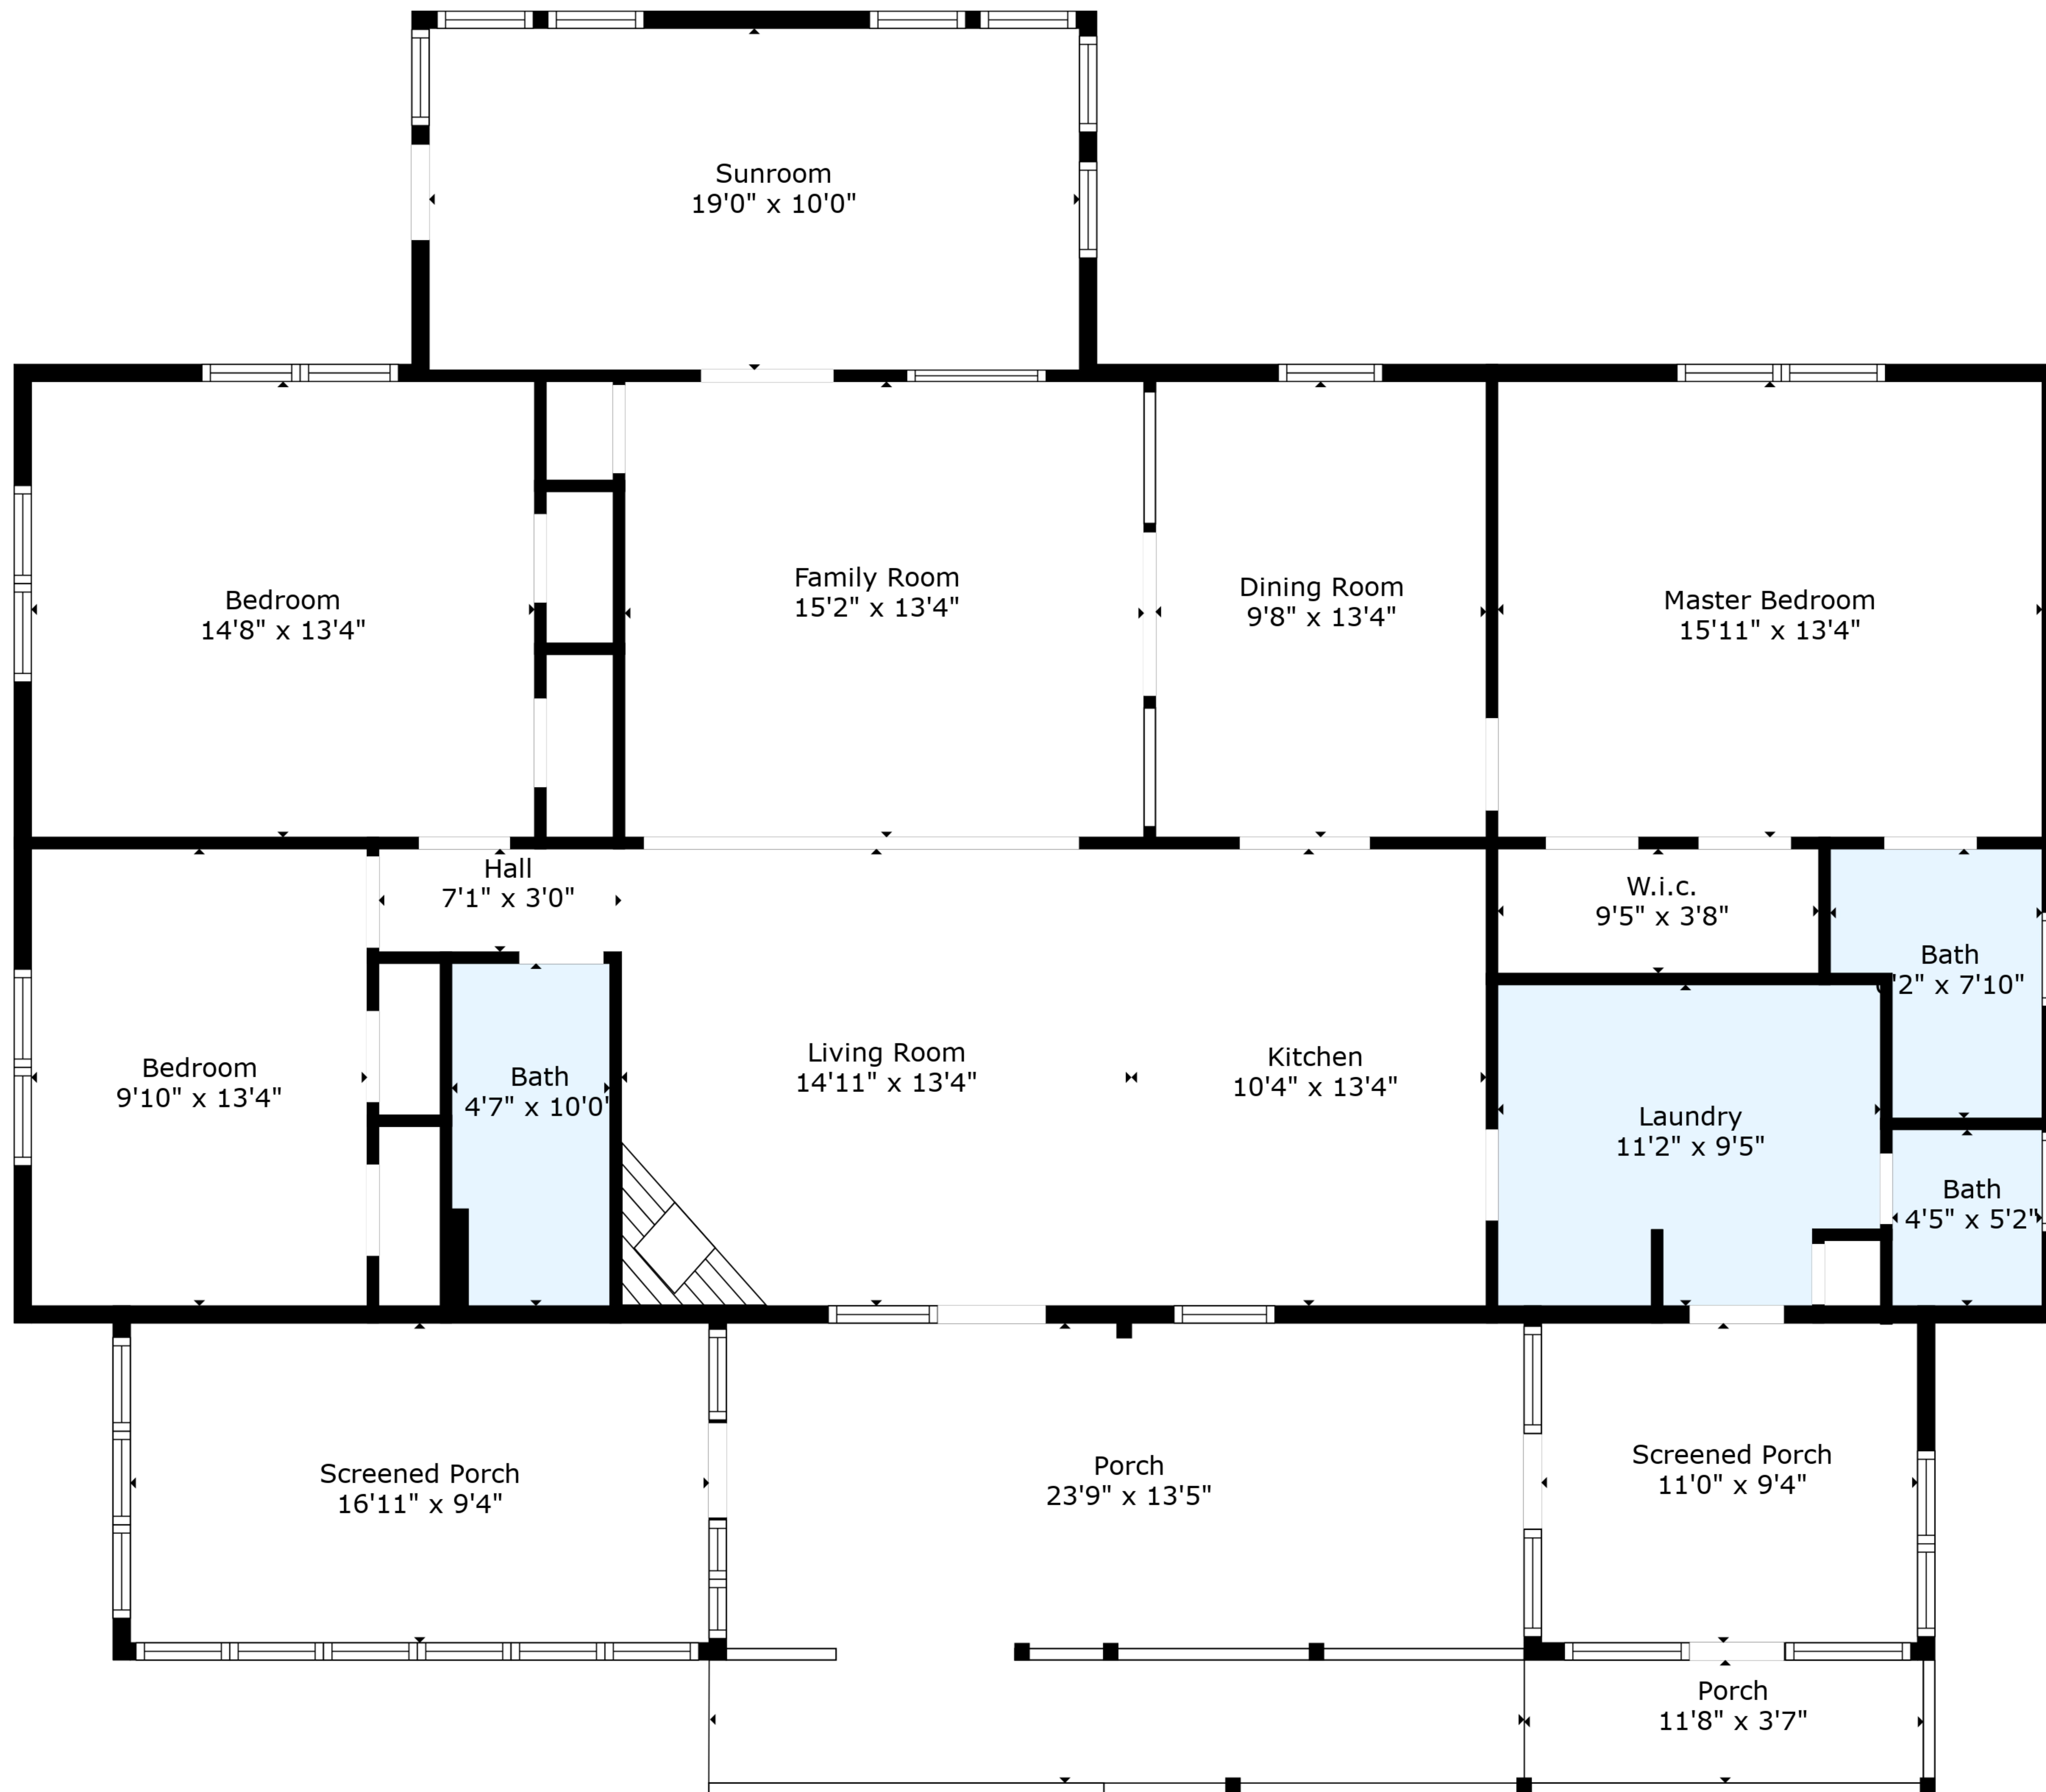 Sunroom
19'0" x 10'0"
Bedroom
14'8" x 13'4"
Family Room
15'2" x 13'4"
Dining Room
9'8" x 13'4"
Master Bedroom
15'11" x 13'4"
Hall
7'1" x 3'0"
W.i.c.
9'5" x 3'8"
Bath
'2" x 7'10"
Bedroom
9'10" x 13'4"
Bath
4'7" x 10'0"
Living Room
14'11" x 13'4"
Kitchen
10'4" x 13'4"
Laundry
11'2" x 9'5"
Bath
4'5" x 5'2"
Screened Porch
16'11" x 9'4"
Porch
23'9" x 13'5"
Screened Porch
11'0" x 9'4"
Porch
11'8" x 3'7"